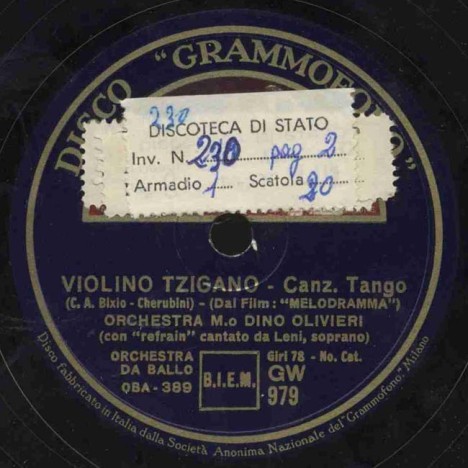 DISCO "GRAMMOFONO"
230
DISCOTECA DI STATO
Inv. N. 230 pag 2
Armadio 1 Scatola 20
VIOLINO TZIGANO - Canz. Tango
(C. A. Bixio - Cherubini) - (Dal Film: "MELODRAMMA")
ORCHESTRA M.o DINO OLIVIERI
(con "refrain" cantato da Leni, soprano)
ORCHESTRA
DA BALLO
OBA-389
B.I.E.M.
Giri 78 - No. Cat.
GW
979
Disco fabbricato in Italia dalla Società Anonima Nazionale del "Grammofono", Milano